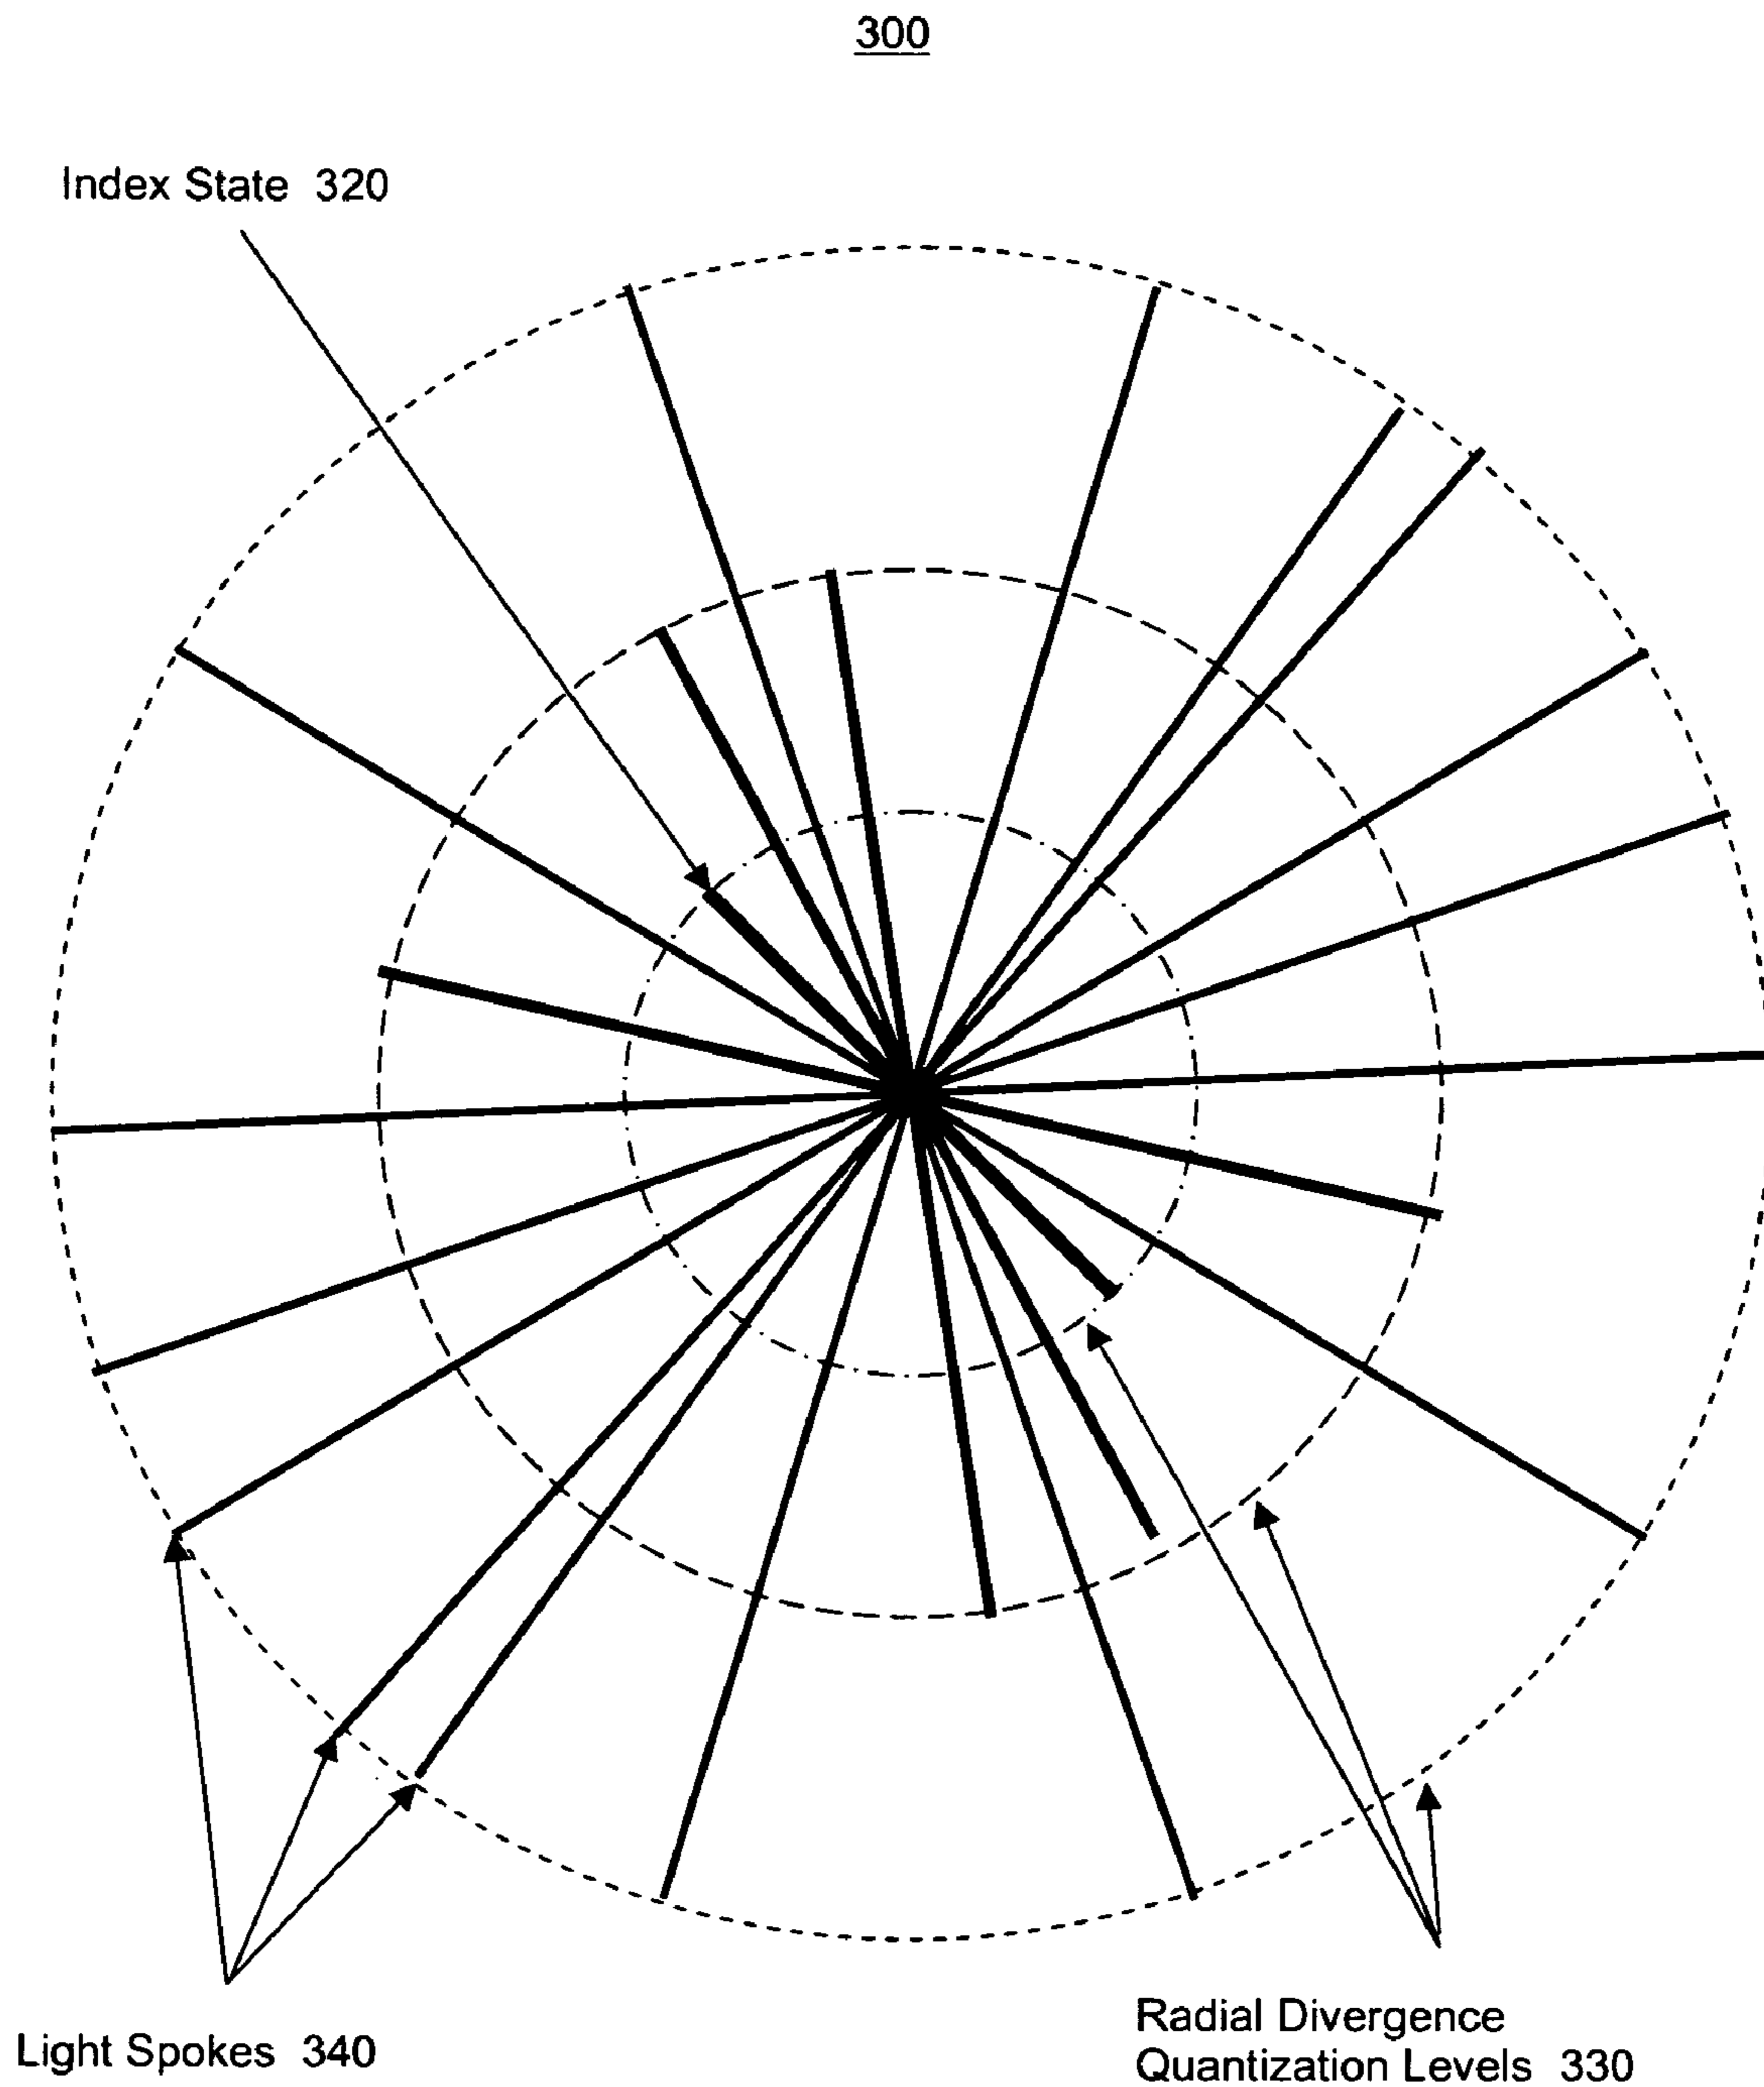 300
Index State 320
Light Spokes 340
Radial Divergence
Quantization Levels 330